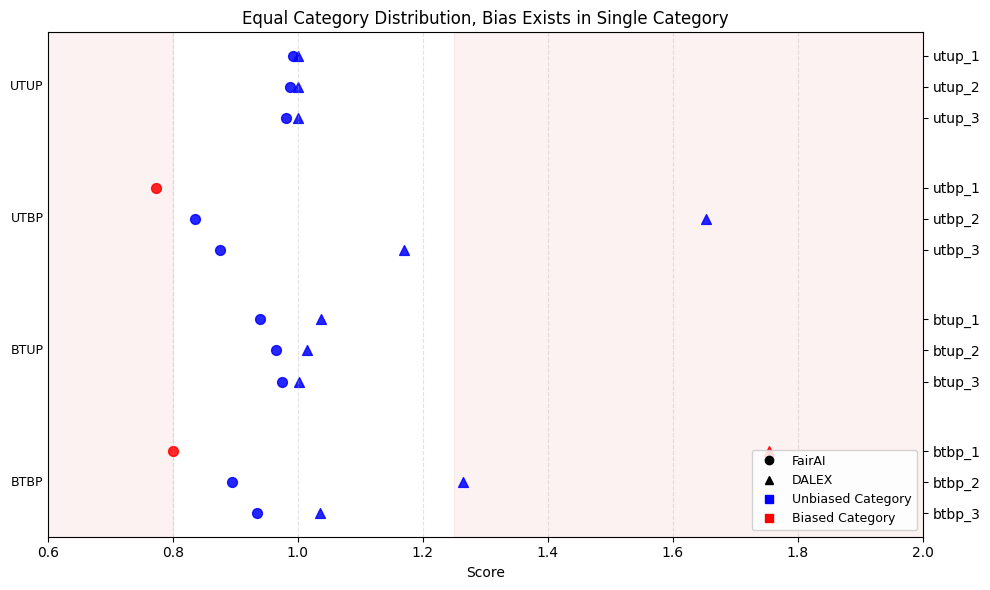 Equal Category Distribution, Bias Exists in Single Category
UTUP
utup_1
utup_2
utup_3
UTBP
utbp_1
utbp_2
utbp_3
BTUP
btup_1
btup_2
btup_3
BTBP
btbp_1
btbp_2
btbp_3
FairAI
DALEX
Unbiased Category
Biased Category
0.6 0.8 1.0 1.2 1.4 1.6 1.8 2.0
Score